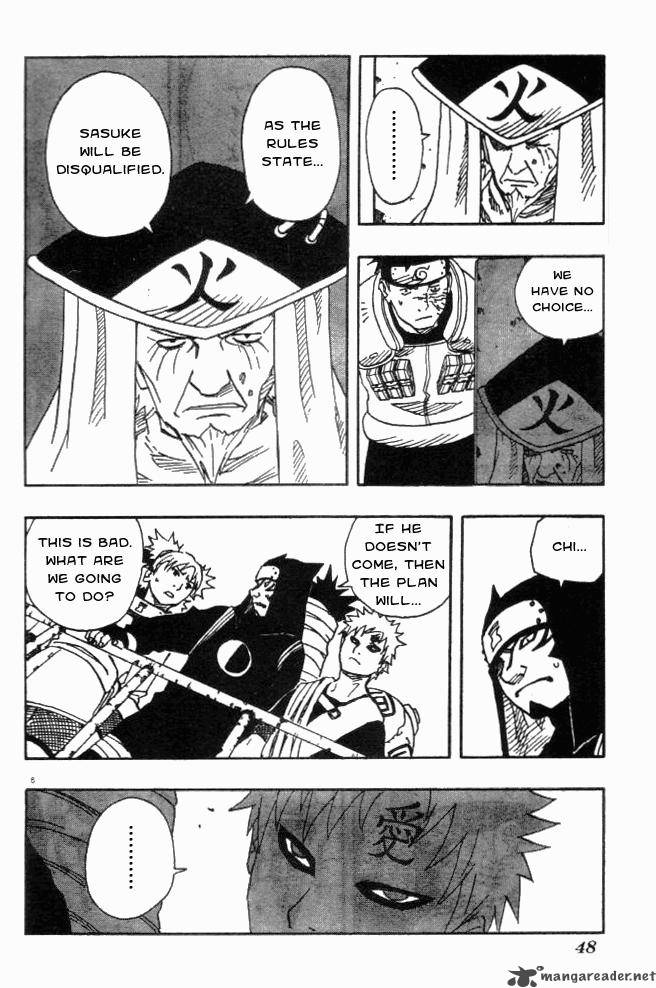 火
.........
WE
HAVE NO
CHOICE...
火
AS THE
RULES
STATE...
SASUKE
WILL BE
DISQUALIFIED.
火
CHI...
IF HE
DOESN'T
COME, THEN
THE PLAN
WILL...
THIS IS BAD.
WHAT ARE
WE GOING
TO DO?
6
愛
.........
48
mangareader.net